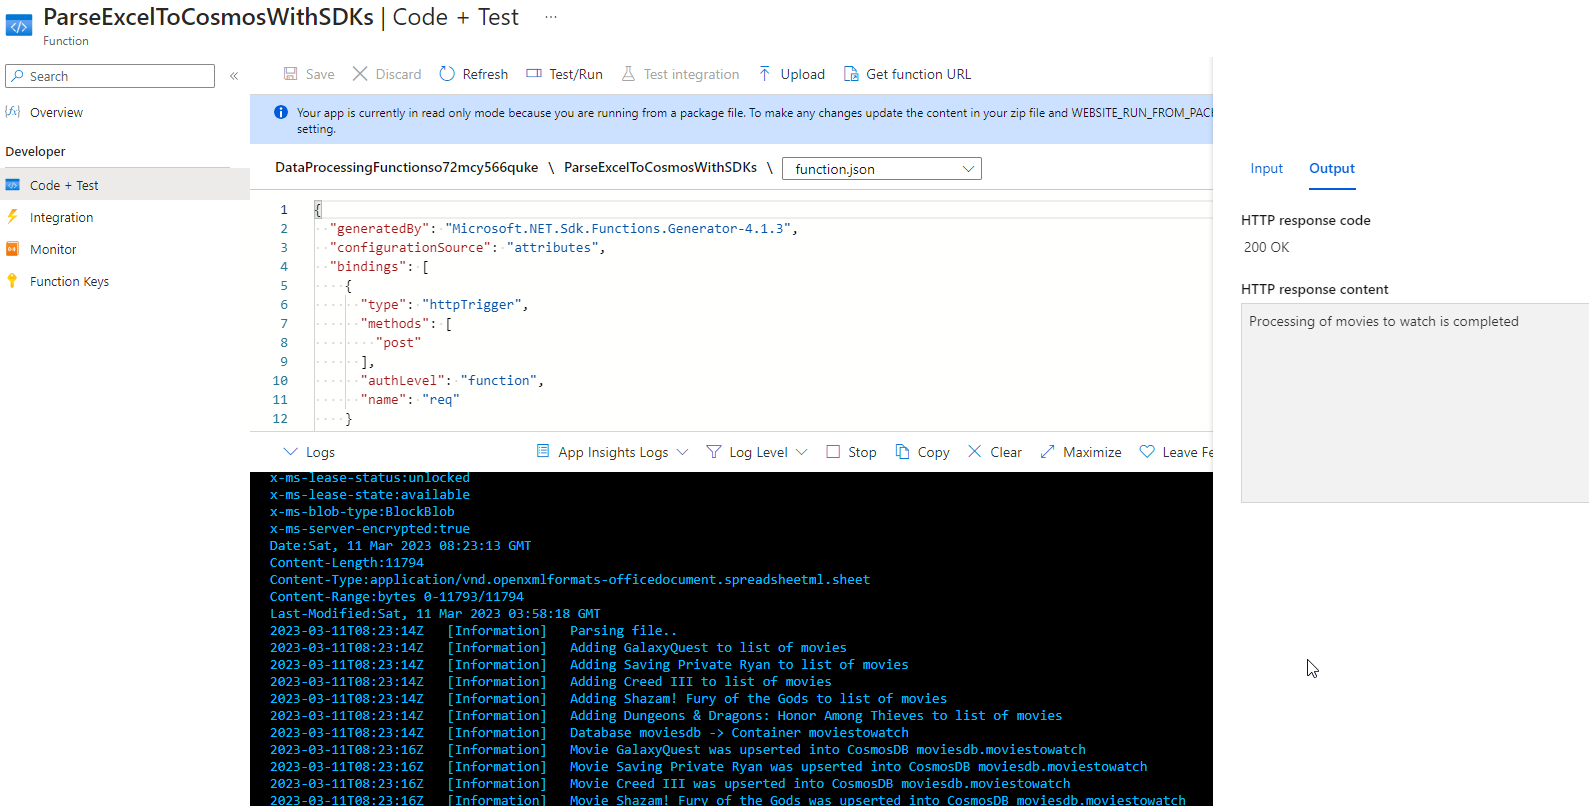 ParseExcelToCosmosWithSDKs | Code + Test ...
Function
Search «
Overview
Developer
Code + Test
Integration
Monitor
Function Keys
Save Discard Refresh Test/Run Test integration Upload Get function URL
Your app is currently in read only mode because you are running from a package file. To make any changes update the content in your zip file and WEBSITE_RUN_FROM_PACK
setting.
DataProcessingFunctionso72mcy566quke \ ParseExcelToCosmosWithSDKs \ function.json
1 {
2 "generatedBy": "Microsoft.NET.Sdk.Functions.Generator-4.1.3",
3 "configurationSource": "attributes",
4 "bindings": [
5 {
6 "type": "httpTrigger",
7 "methods": [
8 "post"
9 ],
10 "authLevel": "function",
11 "name": "req"
12 }
Logs App Insights Logs Log Level Stop Copy Clear Maximize Leave Fe
x-ms-lease-status:unlocked
x-ms-lease-state:available
x-ms-blob-type:BlockBlob
x-ms-server-encrypted:true
Date:Sat, 11 Mar 2023 08:23:13 GMT
Content-Length:11794
Content-Type:application/vnd.openxmlformats-officedocument.spreadsheetml.sheet
Content-Range:bytes 0-11793/11794
Last-Modified:Sat, 11 Mar 2023 03:58:18 GMT
2023-03-11T08:23:14Z [Information] Parsing file..
2023-03-11T08:23:14Z [Information] Adding GalaxyQuest to list of movies
2023-03-11T08:23:14Z [Information] Adding Saving Private Ryan to list of movies
2023-03-11T08:23:14Z [Information] Adding Creed III to list of movies
2023-03-11T08:23:14Z [Information] Adding Shazam! Fury of the Gods to list of movies
2023-03-11T08:23:14Z [Information] Adding Dungeons & Dragons: Honor Among Thieves to list of movies
2023-03-11T08:23:14Z [Information] Database moviesdb -> Container moviestowatch
2023-03-11T08:23:16Z [Information] Movie GalaxyQuest was upserted into CosmosDB moviesdb.moviestowatch
2023-03-11T08:23:16Z [Information] Movie Saving Private Ryan was upserted into CosmosDB moviesdb.moviestowatch
2023-03-11T08:23:16Z [Information] Movie Creed III was upserted into CosmosDB moviesdb.moviestowatch
2023-03-11T08:23:16Z [Information] Movie Shazam! Fury of the Gods was upserted into CosmosDB moviesdb.moviestowatch
Input Output
HTTP response code
200 OK
HTTP response content
Processing of movies to watch is completed